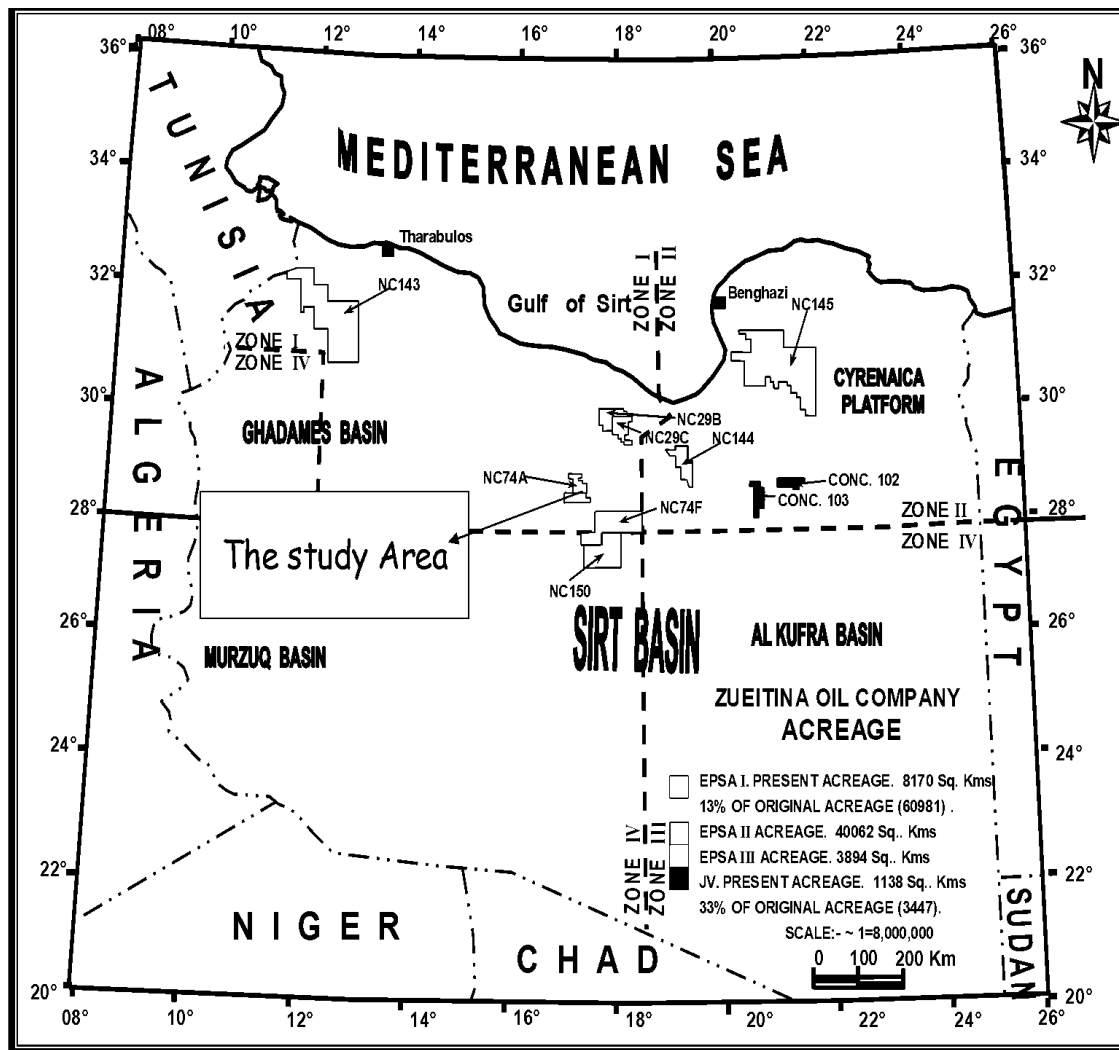 08° 10° 12° 14° 18° 20° 22° 24° 26°
36° 36°
N
TUNISIA
MEDITERRANEAN SEA
34° 34°
Tharabulos
32° 32°
NC143
Gulf of Sirt
ZONE I
ZONE II
Benghazi
NC145
ZONE I
ZONE IV
ALGERIA
30° 30°
CYRENAICA
PLATFORM
GHADAMES BASIN
NC29B
NC29C
NC144
EGYPT
NC74A
CONC. 102
CONC. 103
28° 28°
NC74F
ZONE II
ZONE IV
The study Area
NC150
26° 26°
SIRT BASIN
AL KUFRA BASIN
MURZUQ BASIN
ZUEITINA OIL COMPANY
ACREAGE
24° 24°
EPSA I. PRESENT ACREAGE. 8170 Sq. Kms
13% OF ORIGINAL ACREAGE (60981) .
EPSA II ACREAGE. 40062 Sq.. Kms
EPSA III ACREAGE. 3894 Sq.. Kms
JV. PRESENT ACREAGE. 1138 Sq.. Kms
33% OF ORIGINAL ACREAGE (3447).
SCALE:- ~ 1=8,000,000
0 100 200 Km
ZONE IV
ZONE III
22° 22°
NIGER
CHAD
SUDAN
20° 20°
08° 10° 12° 14° 16° 18° 20° 22° 24° 26°